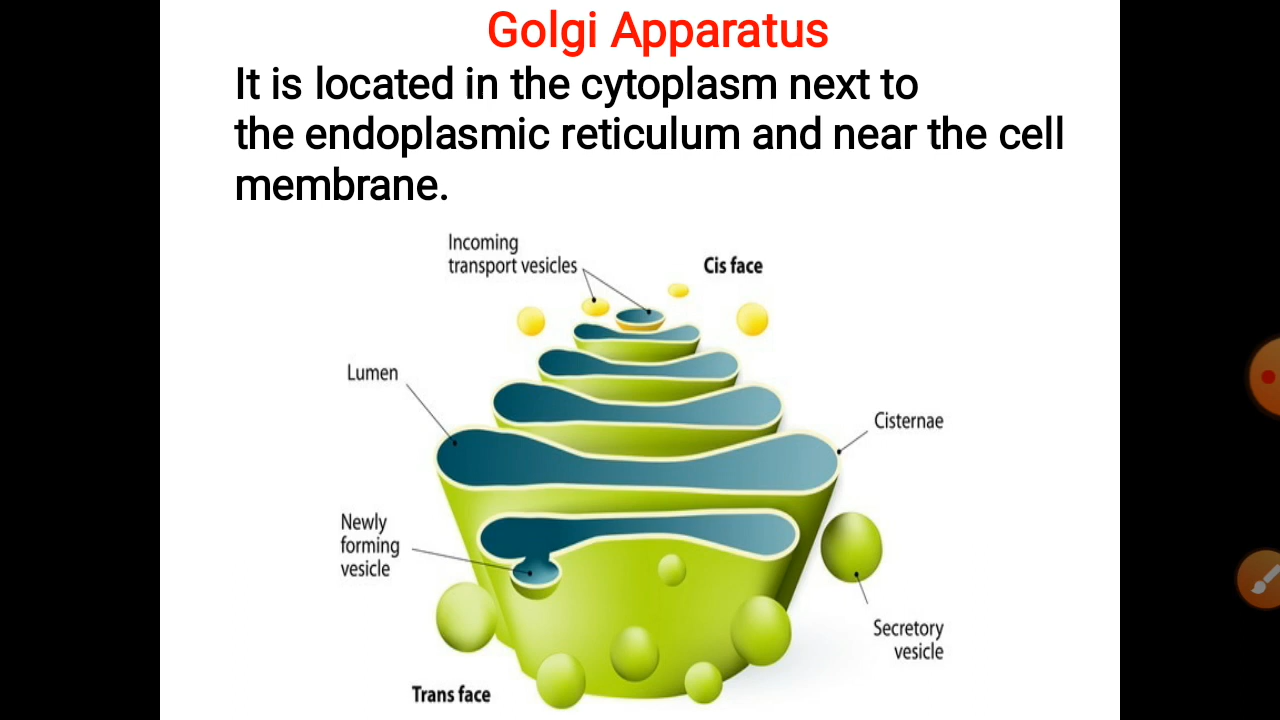 Golgi Apparatus
It is located in the cytoplasm next to
the endoplasmic reticulum and near the cell
membrane.
Incoming
transport vesicles
Cis face
Lumen
Cisternae
Newly
forming
vesicle
Secretory
vesicle
Trans face